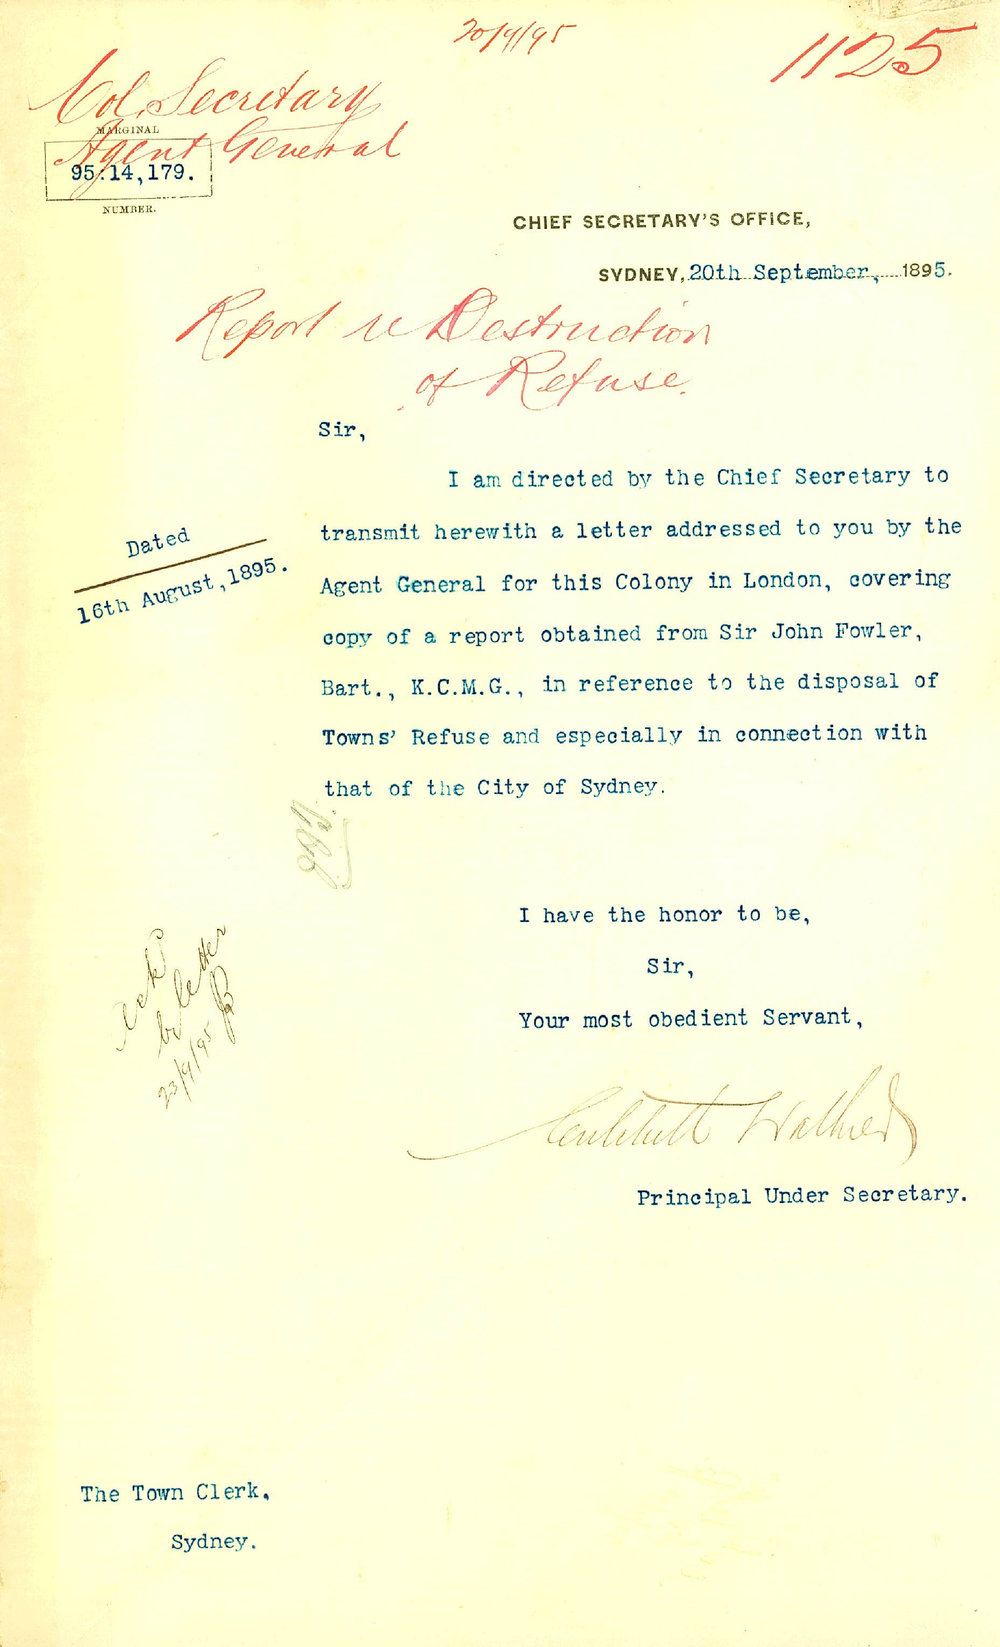 20/9/95
1125
Col. Secretary
Agent General
MARGINAL
95.14,179.
NUMBER.
CHIEF SECRETARY'S OFFICE,
SYDNEY, 20th September, 1895.
Report re Destruction
of Refuse.
Sir,
I am directed by the Chief Secretary to
transmit herewith a letter addressed to you by the
Agent General for this Colony in London, covering
copy of a report obtained from Sir John Fowler,
Bart., K.C.M.G., in reference to the disposal of
Towns' Refuse and especially in connection with
that of the City of Sydney.
Dated
16th August, 1895.
I have the honor to be,
Sir,
Your most obedient Servant,
ack
by letter
23/9/95
Critchett Walker
Principal Under Secretary.
The Town Clerk,
Sydney.